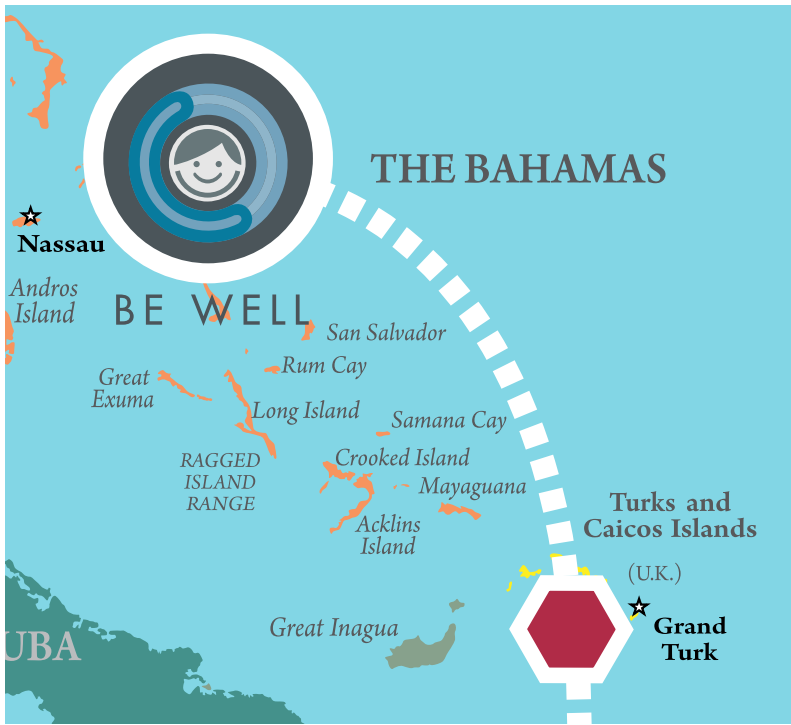 THE BAHAMAS
Nassau
Andros
Island
BE WELL
San Salvador
Rum Cay
Great
Exuma
Long Island
Samana Cay
RAGGED
ISLAND
RANGE
Crooked Island
Mayaguana
Acklins
Island
Turks and
Caicos Islands
(U.K.)
Grand
Turk
Great Inagua
UBA